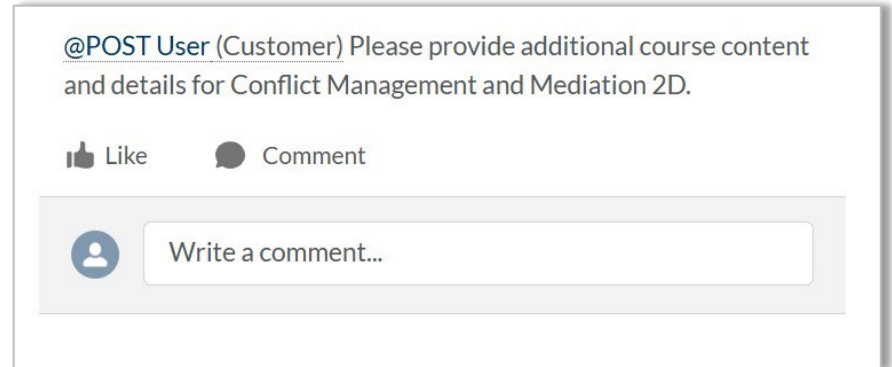 @POST User (Customer) Please provide additional course content
and details for Conflict Management and Mediation 2D.
Like Comment
Write a comment...